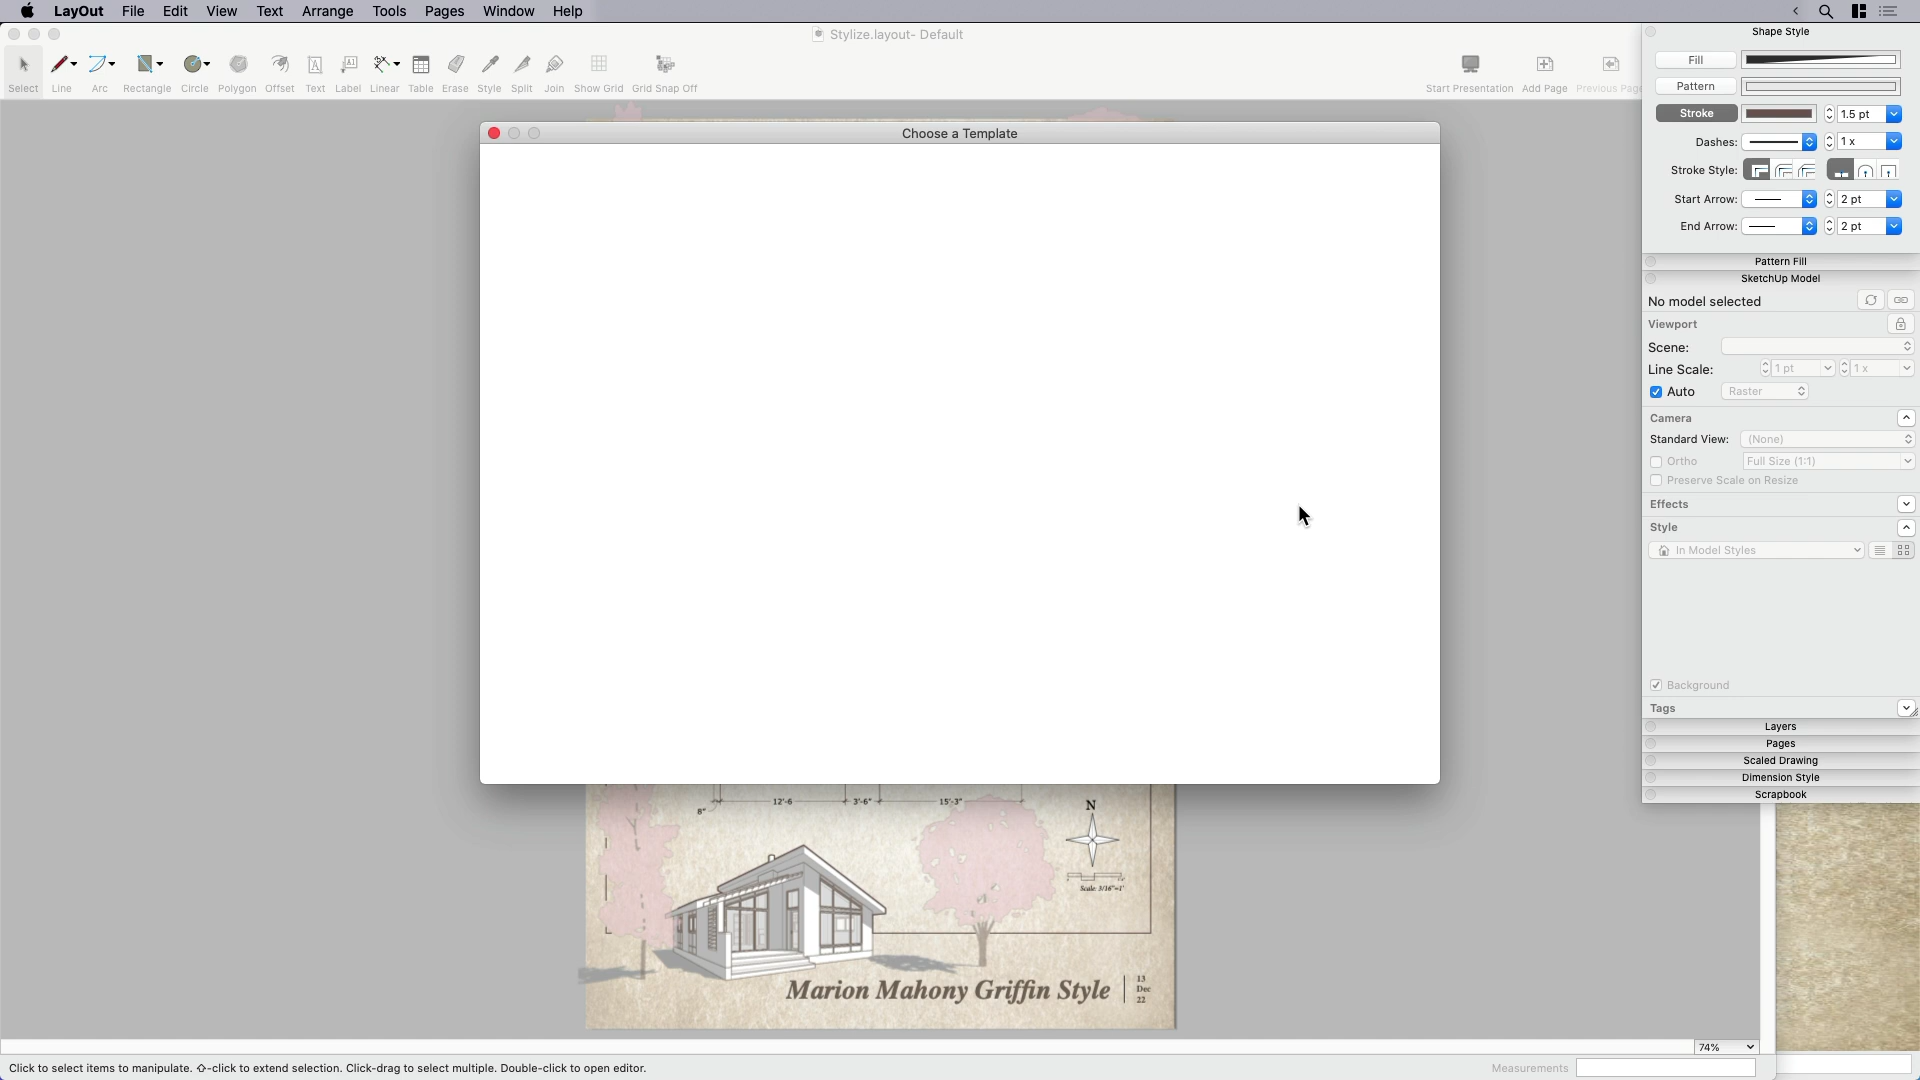 LayOut File Edit View Text Arrange Tools Pages Window Help
Stylize.layout- Default
Select Line Arc Rectangle Circle Polygon Offset Text Label Linear Table Erase Style Split Join Show Grid Grid Snap Off
Start Presentation Add Page Previous Page
Choose a Template
Shape Style
Fill
Pattern
Stroke 1.5 pt
Dashes: 1 x
Stroke Style:
Start Arrow: 2 pt
End Arrow: 2 pt
Pattern Fill
SketchUp Model
No model selected
Viewport
Scene:
Line Scale: 1 pt 1 x
Auto Raster
Camera
Standard View: (None)
Ortho Full Size (1:1)
Preserve Scale on Resize
Effects
Style
In Model Styles
Background
Tags
Layers
Pages
Scaled Drawing
Dimension Style
Scrapbook
8" 12'-6 3'-6" 15'-3"
N
Scale: 3/16"=1'
Marion Mahony Griffin Style
13
Dec
22
74%
Click to select items to manipulate. ⇧-click to extend selection. Click-drag to select multiple. Double-click to open editor.
Measurements